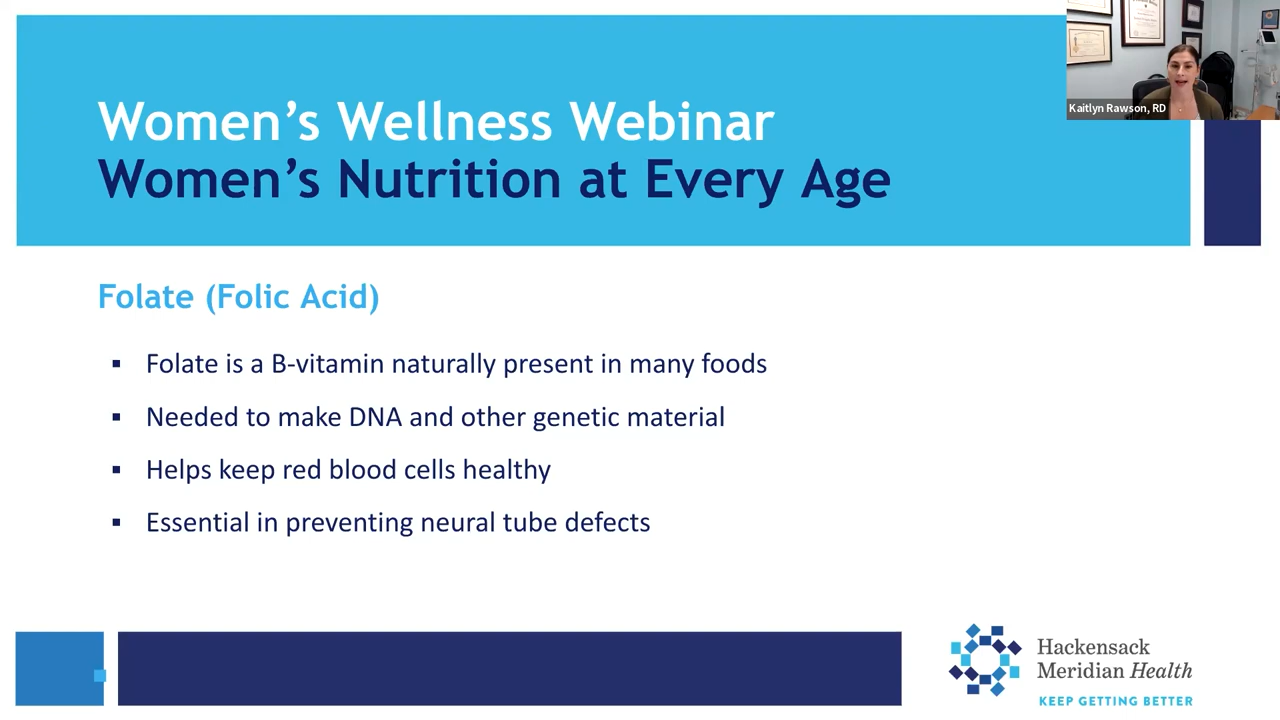 Women's Wellness Webinar
Women's Nutrition at Every Age
Kaitlyn Rawson, RD
Folate (Folic Acid)
▪ Folate is a B-vitamin naturally present in many foods
▪ Needed to make DNA and other genetic material
▪ Helps keep red blood cells healthy
▪ Essential in preventing neural tube defects
Hackensack
Meridian Health
KEEP GETTING BETTER